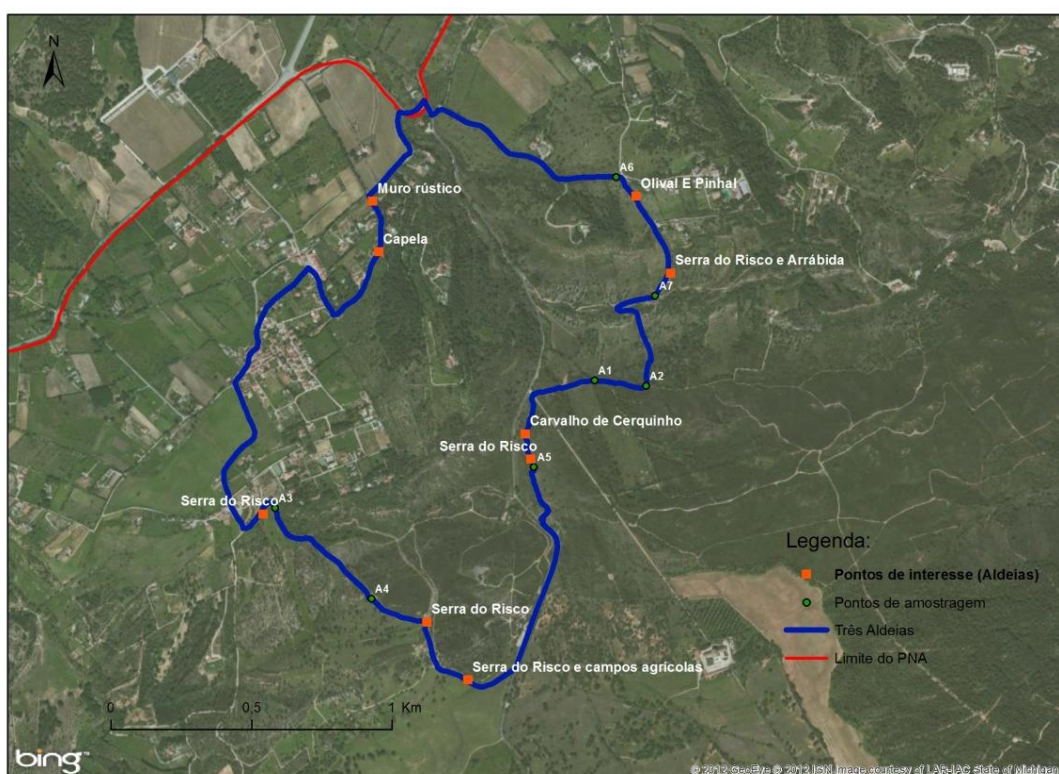 N
A6
Olival E Pinhal
Muro rústico
Capela
Serra do Risco e Arrábida
A7
A1
A2
Carvalho de Cerquinho
Serra do Risco
A5
Serra do Risco
A3
A4
Serra do Risco
Serra do Risco e campos agrícolas
Legenda:
Pontos de interesse (Aldeias)
Pontos de amostragem
Três Aldeias
Limite do PNA
0 0.5 1 Km
bing™
© 2012 GeoEye © 2012 IGN Image courtesy of LAR-IAC State of Michigan